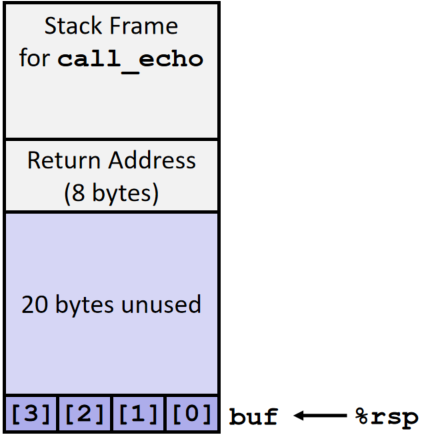 Stack Frame
for call_echo
Return Address
(8 bytes)
20 bytes unused
[3] [2] [1] [0] buf %rsp